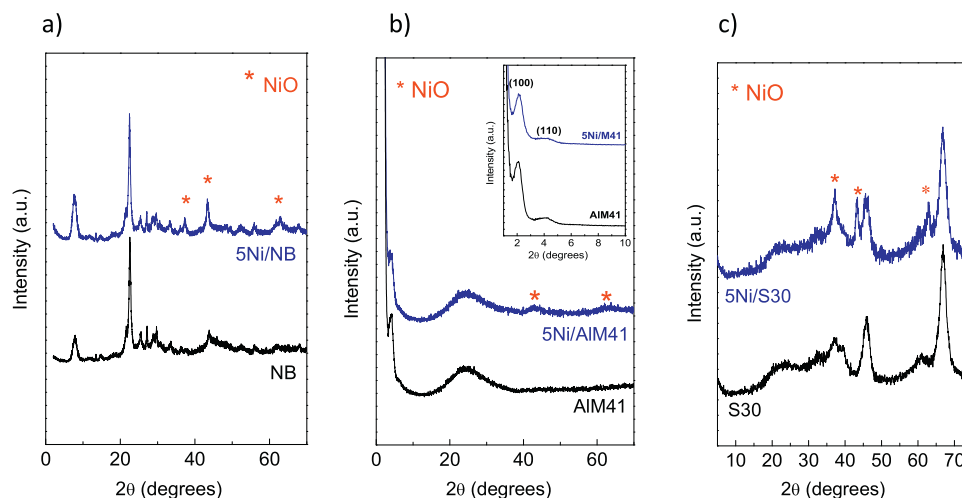 a)
* NiO
* * *
5Ni/NB
NB
Intensity (a.u.)
0 20 40 60
2θ (degrees)
b)
* NiO
(100)
(110)
5Ni/M41
AlM41
Intensity (a.u.)
2 4 6 8 10
2θ (degrees)
* *
5Ni/AlM41
AlM41
Intensity (a.u.)
0 20 40 60
2θ (degrees)
c)
* NiO
* * *
5Ni/S30
S30
Intensity (a.u.)
10 20 30 40 50 60 70
2θ (degrees)